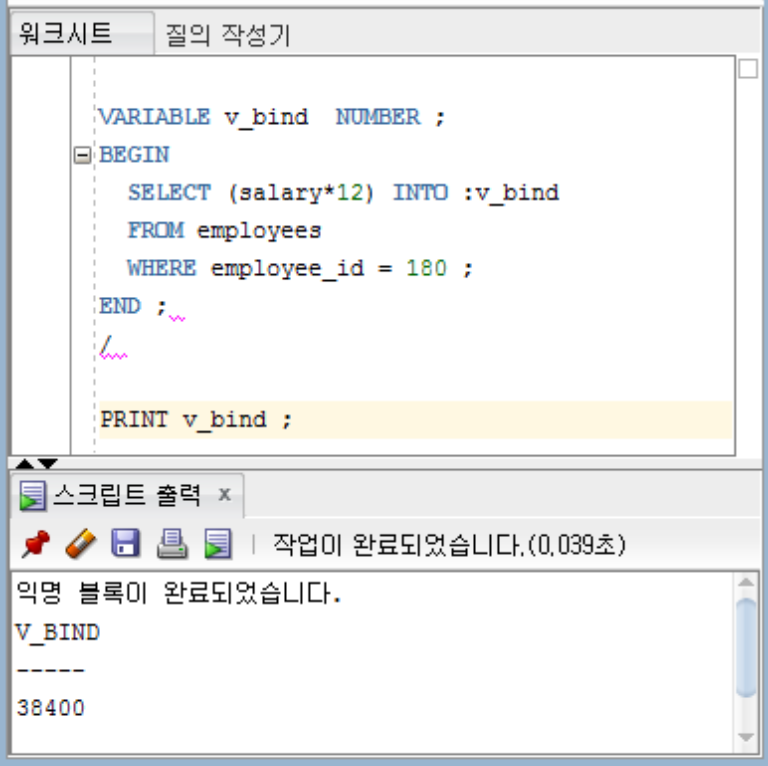 워크시트 질의 작성기
VARIABLE v_bind NUMBER ;
BEGIN
SELECT (salary*12) INTO :v_bind
FROM employees
WHERE employee_id = 180 ;
END ;
/
PRINT v_bind ;
스크립트 출력 x
작업이 완료되었습니다.(0,039초)
익명 블록이 완료되었습니다.
V_BIND
-----
38400